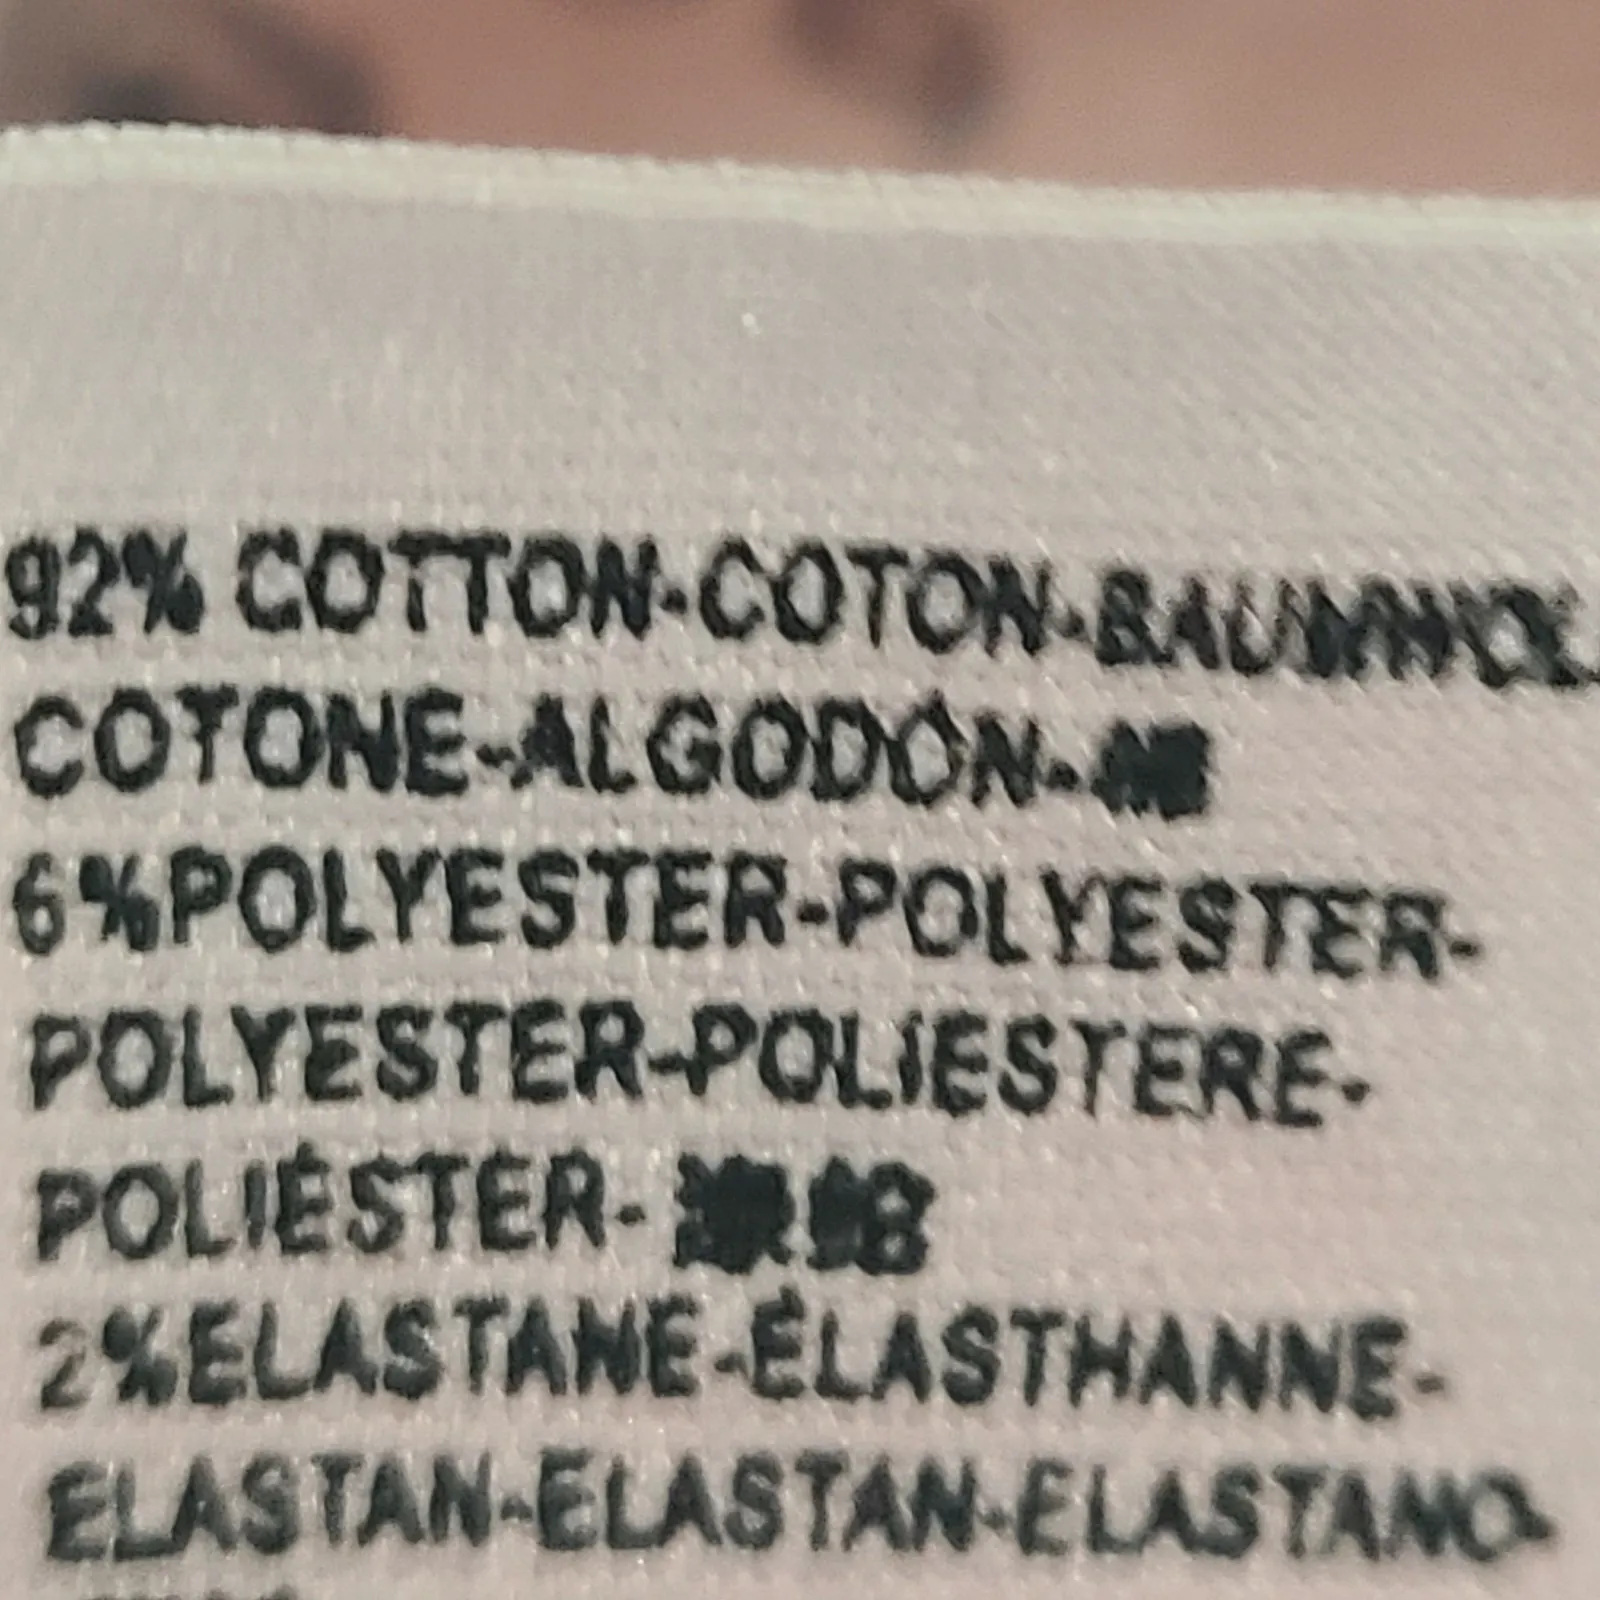 92% COTTON-COTON-
COTONE-ALGODÓN-
6%POLYESTER-POLYESTER-
POLYESTER-POLIESTERE-
POLIÉSTER-
2%ELASTANE-ÉLASTHANNE-
ELASTAN-ELASTAN-ELASTANO-